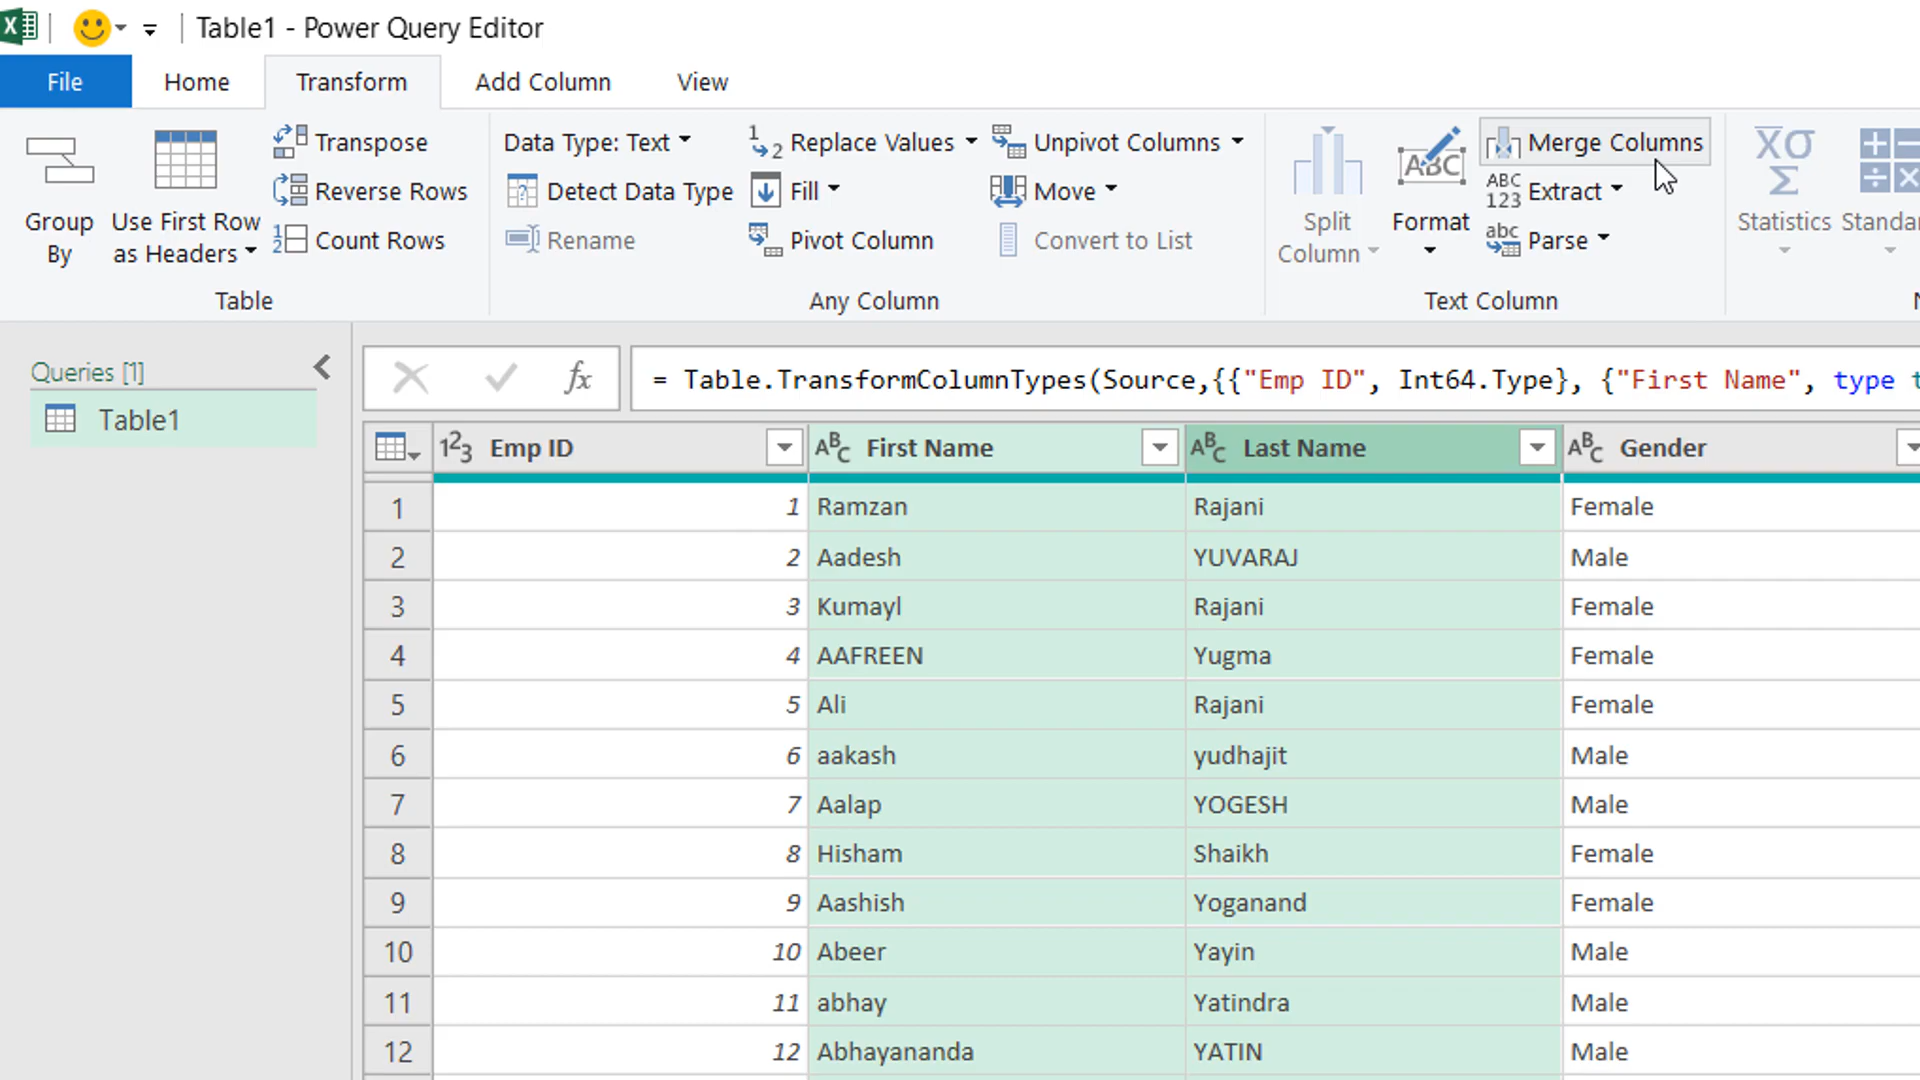 Table1 - Power Query Editor
File Home Transform Add Column View
Group By
Use First Row as Headers
Transpose
Reverse Rows
Count Rows
Table
Data Type: Text
Detect Data Type
Rename
Replace Values
Fill
Pivot Column
Unpivot Columns
Move
Convert to List
Any Column
Split Column
Format
Merge Columns
Extract
Parse
Text Column
Statistics
Queries [1]
Table1
fx
= Table.TransformColumnTypes(Source,{{"Emp ID", Int64.Type}, {"First Name", type t
Emp ID First Name Last Name Gender
1 1 Ramzan Rajani Female
2 2 Aadesh YUVARAJ Male
3 3 Kumayl Rajani Female
4 4 AAFREEN Yugma Female
5 5 Ali Rajani Female
6 6 aakash yudhajit Male
7 7 Aalap YOGESH Male
8 8 Hisham Shaikh Female
9 9 Aashish Yoganand Female
10 10 Abeer Yayin Male
11 11 abhay Yatindra Male
12 12 Abhayananda YATIN Male